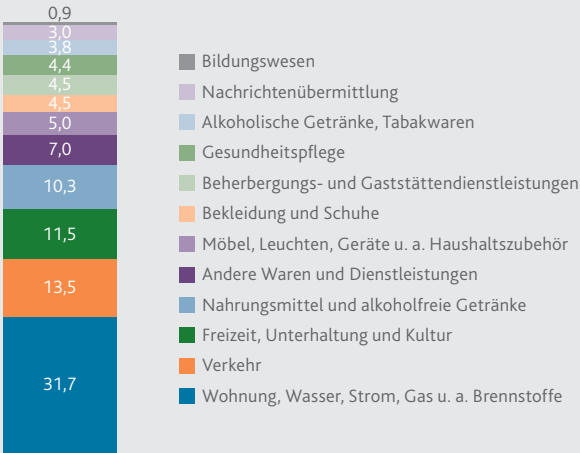 0,9
3,0
3,8
4,4
4,5
4,5
5,0
7,0
10,3
11,5
13,5
31,7
Bildungswesen
Nachrichtenübermittlung
Alkoholische Getränke, Tabakwaren
Gesundheitspflege
Beherbergungs- und Gaststättendienstleistungen
Bekleidung und Schuhe
Möbel, Leuchten, Geräte u. a. Haushaltszubehör
Andere Waren und Dienstleistungen
Nahrungsmittel und alkoholfreie Getränke
Freizeit, Unterhaltung und Kultur
Verkehr
Wohnung, Wasser, Strom, Gas u. a. Brennstoffe